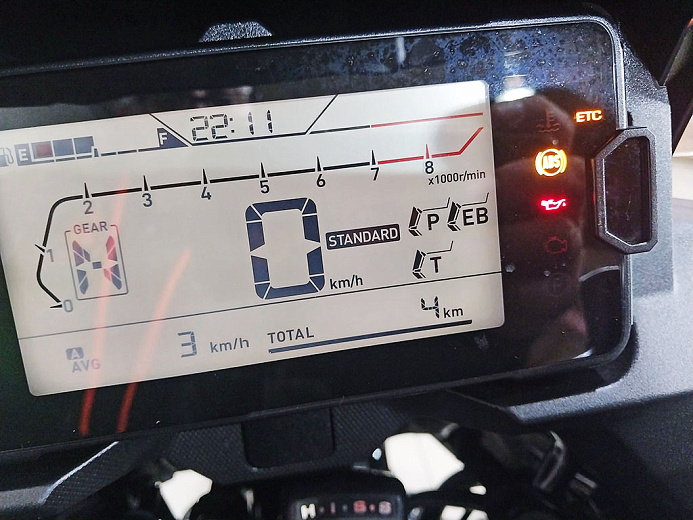 22:11
ETC
E F
ABS
2 3 4 5 6 7 8
x1000r/min
1
0
GEAR
N
0
km/h
STANDARD
P EB
T
A
AVG
3 km/h
TOTAL
4 km
H·I·S·S